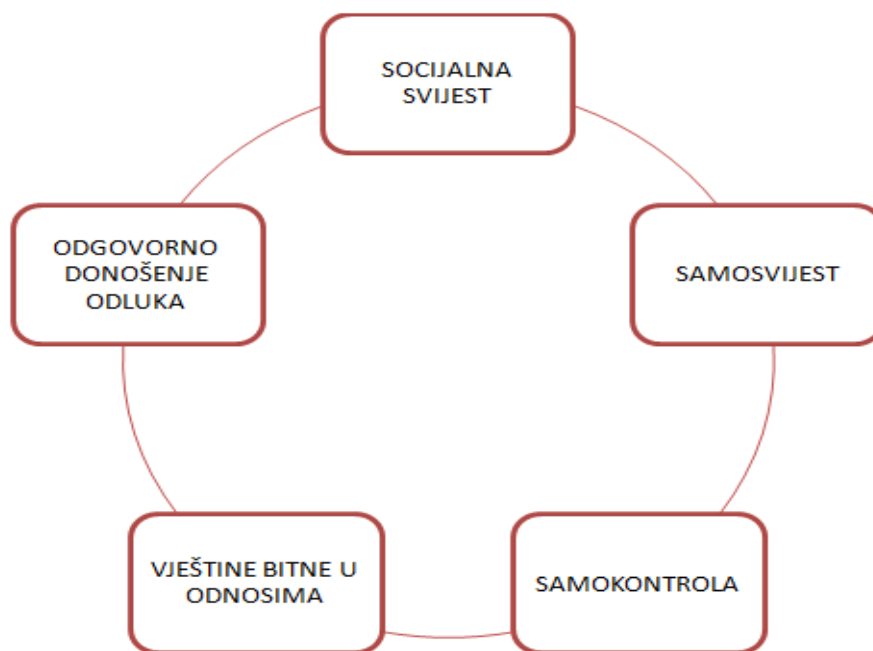 SOCIJALNA
SVIJEST
ODGOVORNO
DONOŠENJE
ODLUKA
SAMOSVIJEST
VJEŠTINE BITNE U
ODNOSIMA
SAMOKONTROLA